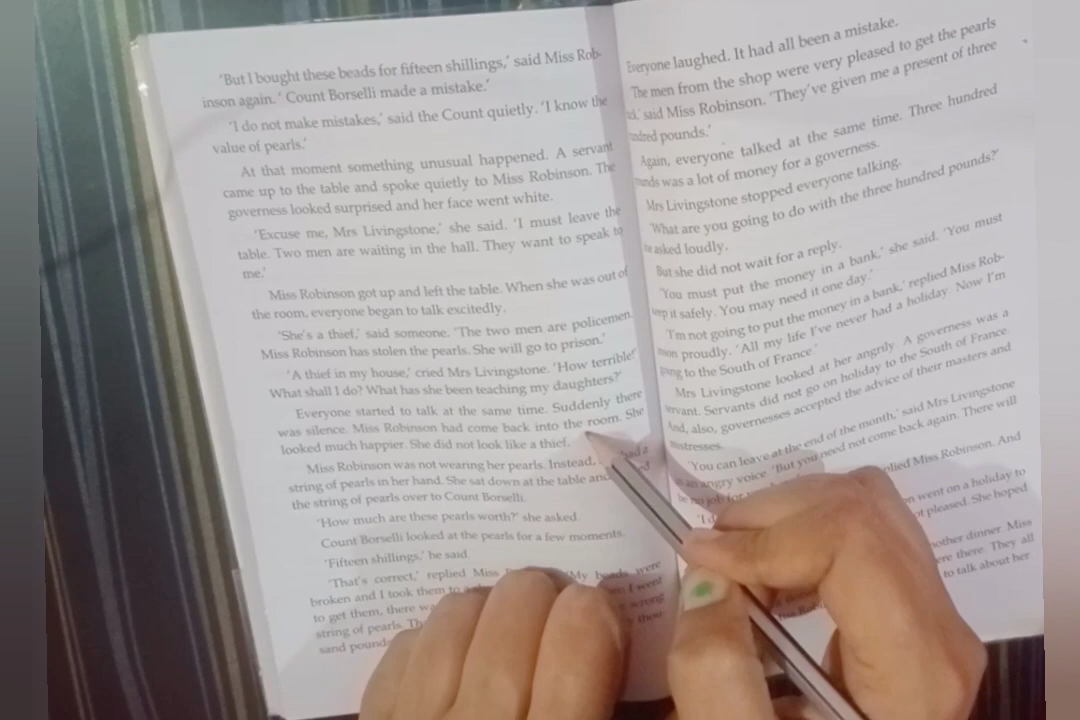 'But I bought these beads for fifteen shillings,' said Miss Rob-
inson again. ' Count Borselli made a mistake.'
'I do not make mistakes,' said the Count quietly. 'I know the
value of pearls.'
At that moment something unusual happened. A servant
came up to the table and spoke quietly to Miss Robinson. The
governess looked surprised and her face went white.
'Excuse me, Mrs Livingstone,' she said. 'I must leave the
table. Two men are waiting in the hall. They want to speak to
me.'
Miss Robinson got up and left the table. When she was out of
the room, everyone began to talk excitedly.
'She's a thief,' said someone. 'The two men are policemen.
Miss Robinson has stolen the pearls. She will go to prison.'
'A thief in my house,' cried Mrs Livingstone. 'How terrible!
What shall I do? What has she been teaching my daughters?'
Everyone started to talk at the same time. Suddenly there
was silence. Miss Robinson had come back into the room. She
looked much happier. She did not look like a thief.
Miss Robinson was not wearing her pearls. Instead, had a
string of pearls in her hand. She sat down at the table and
the string of pearls over to Count Borselli.
'How much are these pearls worth?' she asked.
Count Borselli looked at the pearls for a few moments.
'Fifteen shillings,' he said.
'That's correct,' replied Miss 'My beads were
broken and I took them to I went
to get them, there wrong
string of pearls. thou-
sand pound
Everyone laughed. It had all been a mistake.
The men from the shop were very pleased to get the pearls
said Miss Robinson. 'They've given me a present of three
pounds.'
Again, everyone talked at the same time. Three hundred
was a lot of money for a governess.
Mrs Livingstone stopped everyone talking.
'What are you going to do with the three hundred pounds?'
asked loudly.
But she did not wait for a reply.
'You must put the money in a bank,' she said. 'You must
it safely. You may need it one day.'
'I'm not going to put the money in a bank,' replied Miss Rob-
proudly. 'All my life I've never had a holiday. Now I'm
to the South of France.'
Mrs Livingstone looked at her angrily. A governess was a
servant. Servants did not go on holiday to the South of France.
And, also, governesses accepted the advice of their masters and
mistresses.
'You can leave at the end of the month,' said Mrs Livingstone
in an angry voice. 'But you need not come back again. There will
be no job for
replied Miss Robinson. And
went on a holiday to
pleased. She hoped
another dinner. Miss
there. They all
to talk about her